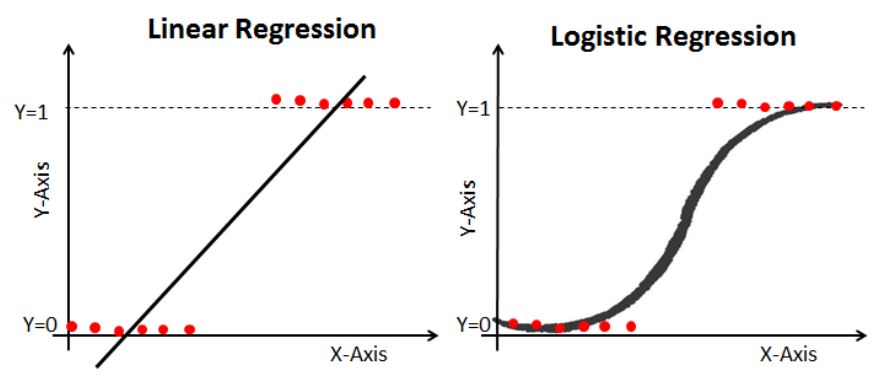 Linear Regression
Y=1
Y-Axis
Y=0
X-Axis
Logistic Regression
Y=1
Y-Axis
Y=0
X-Axis